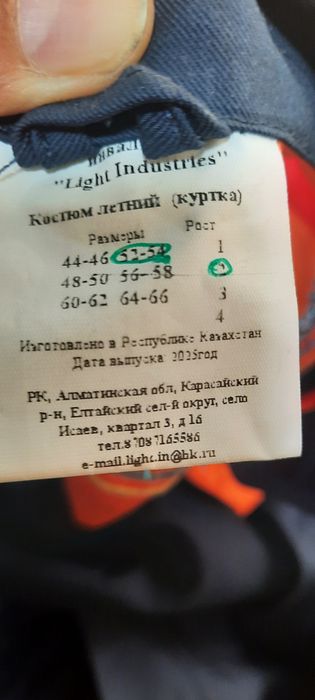 "Light Industries"
Костюм летний (куртка)
Размеры Рост
44-46 52-54 1
48-50 56-58 2
60-62 64-66 3
4
Изготовлено в Республике Казахстан
Дата выпуска 2025год
РК, Алматинская обл, Карасайский
р-н, Елтайский сел-й округ, село
Исаев, квартал 3, д 16
тел.87087165586
e-mail.light.in@bk.ru